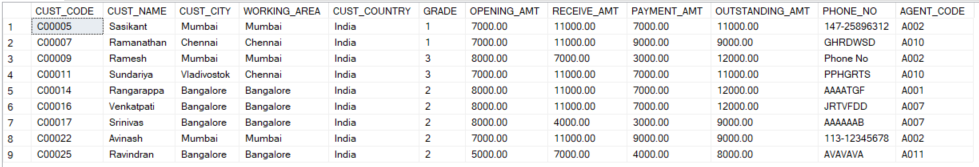 CUST_CODE CUST_NAME CUST_CITY WORKING_AREA CUST_COUNTRY GRADE OPENING_AMT RECEIVE_AMT PAYMENT_AMT OUTSTANDING_AMT PHONE_NO AGENT_CODE
1 C00005 Sasikant Mumbai Mumbai India 1 7000.00 11000.00 7000.00 11000.00 147-25896312 A002
2 C00007 Ramanathan Chennai Chennai India 1 7000.00 11000.00 9000.00 9000.00 GHRDWSD A010
3 C00009 Ramesh Mumbai Mumbai India 3 8000.00 7000.00 3000.00 12000.00 Phone No A002
4 C00011 Sundariya Vladivostok Chennai India 3 7000.00 11000.00 7000.00 11000.00 PPHGRTS A010
5 C00014 Rangarappa Bangalore Bangalore India 2 8000.00 11000.00 7000.00 12000.00 AAAATGF A001
6 C00016 Venkatpati Bangalore Bangalore India 2 8000.00 11000.00 7000.00 12000.00 JRTVFDD A007
7 C00017 Srinivas Bangalore Bangalore India 2 8000.00 4000.00 3000.00 9000.00 AAAAAAB A007
8 C00022 Avinash Mumbai Mumbai India 2 7000.00 11000.00 9000.00 9000.00 113-12345678 A002
9 C00025 Ravindran Bangalore Bangalore India 2 5000.00 7000.00 4000.00 8000.00 AVAVAVA A011